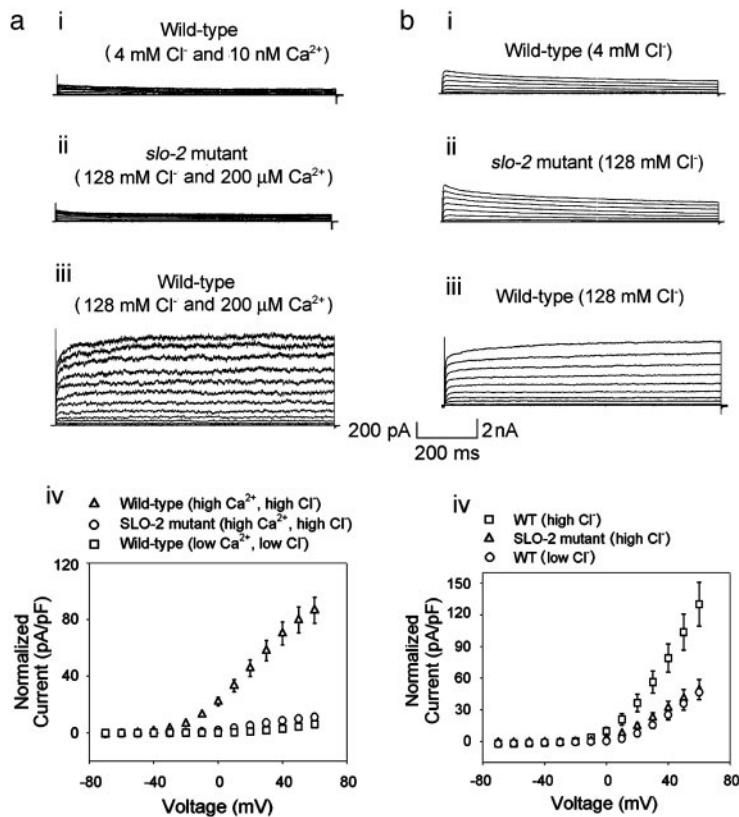 a
i
Wild-type
(4 mM Cl⁻ and 10 nM Ca²⁺)
ii
slo-2 mutant
(128 mM Cl⁻ and 200 μM Ca²⁺)
iii
Wild-type
(128 mM Cl⁻ and 200 μM Ca²⁺)
b
i
Wild-type (4 mM Cl⁻)
ii
slo-2 mutant (128 mM Cl⁻)
iii
Wild-type (128 mM Cl⁻)
200 pA 2nA
200 ms
iv
Wild-type (high Ca²⁺, high Cl⁻)
SLO-2 mutant (high Ca²⁺, high Cl⁻)
Wild-type (low Ca²⁺, low Cl⁻)
120
80
40
0
Normalized
Current (pA/pF)
-80 -40 0 40 80
Voltage (mV)
iv
WT (high Cl⁻)
SLO-2 mutant (high Cl⁻)
WT (low Cl⁻)
150
120
90
60
30
0
Normalized
Current (pA/pF)
-80 -40 0 40 80
Voltage (mV)